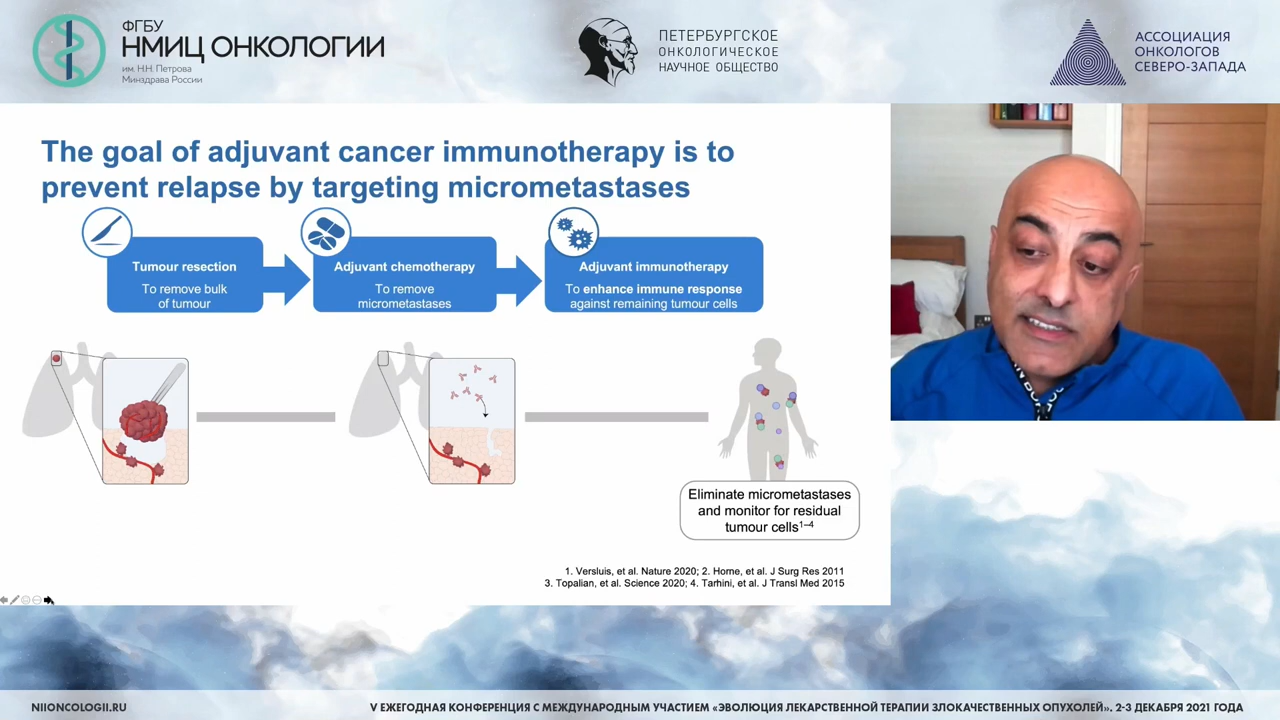 ФГБУ
НМИЦ ОНКОЛОГИИ
им. Н.Н. Петрова
Минздрава России
ПЕТЕРБУРГСКОЕ
ОНКОЛОГИЧЕСКОЕ
НАУЧНОЕ ОБЩЕСТВО
АССОЦИАЦИЯ
ОНКОЛОГОВ
СЕВЕРО-ЗАПАДА
The goal of adjuvant cancer immunotherapy is to
prevent relapse by targeting micrometastases
Tumour resection
To remove bulk
of tumour
Adjuvant chemotherapy
To remove
micrometastases
Adjuvant immunotherapy
To enhance immune response
against remaining tumour cells
Eliminate micrometastases
and monitor for residual
tumour cells1–4
1. Versluis, et al. Nature 2020; 2. Horne, et al. J Surg Res 2011
3. Topalian, et al. Science 2020; 4. Tarhini, et al. J Transl Med 2015
NIIONCOLOGII.RU
V ЕЖЕГОДНАЯ КОНФЕРЕНЦИЯ С МЕЖДУНАРОДНЫМ УЧАСТИЕМ «ЭВОЛЮЦИЯ ЛЕКАРСТВЕННОЙ ТЕРАПИИ ЗЛОКАЧЕСТВЕННЫХ ОПУХОЛЕЙ». 2-3 ДЕКАБРЯ 2021 ГОДА